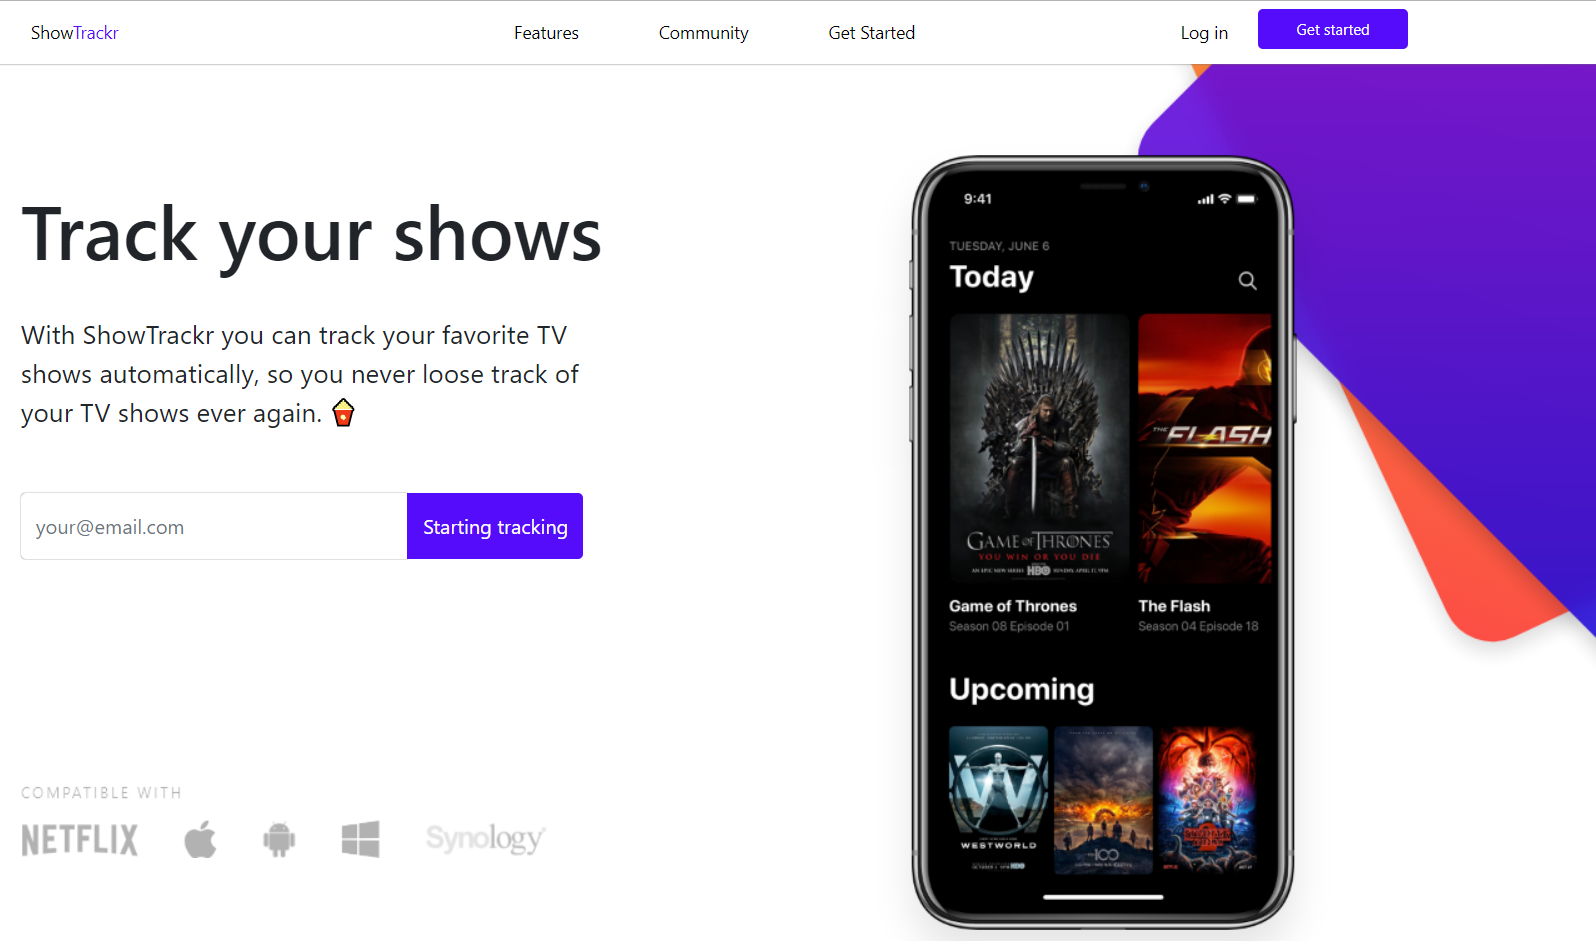 ShowTrackr
Features
Community
Get Started
Log in
Get started
Track your shows
With ShowTrackr you can track your favorite TV
shows automatically, so you never loose track of
your TV shows ever again.
your@email.com
Starting tracking
COMPATIBLE WITH
NETFLIX
Synology
9:41
TUESDAY, JUNE 6
Today
GAME OF THRONES
YOU WIN OR YOU DIE
HBO
THE FLASH
Game of Thrones
Season 08 Episode 01
The Flash
Season 04 Episode 18
Upcoming
WESTWORLD
HBO
THE 100